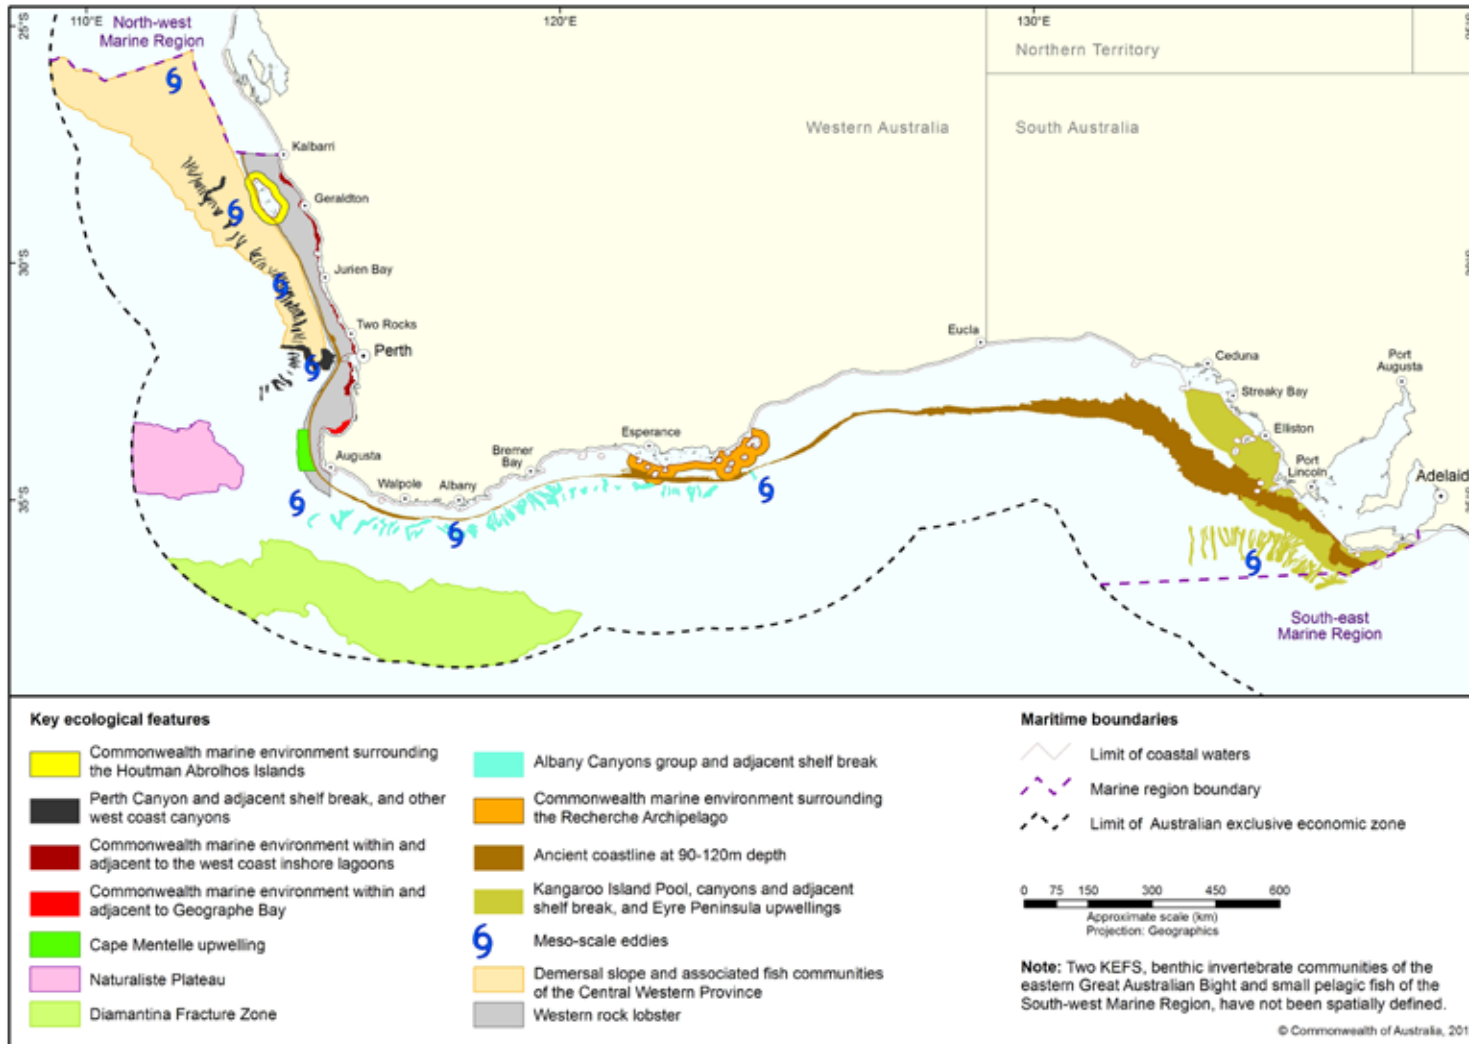 110°E
120°E
130°E
25°S
North-west
Marine Region
Northern Territory
Western Australia
South Australia
Kalbarri
Geraldton
30°S
Jurien Bay
Two Rocks
Perth
Eucla
Ceduna
Port
Augusta
Streaky Bay
Elliston
Port
Lincoln
Adelaid
Esperance
Bremer
Bay
Augusta
Walpole
Albany
35°S
South-east
Marine Region
Key ecological features
Commonwealth marine environment surrounding
the Houtman Abrolhos Islands
Perth Canyon and adjacent shelf break, and other
west coast canyons
Commonwealth marine environment within and
adjacent to the west coast inshore lagoons
Commonwealth marine environment within and
adjacent to Geographe Bay
Cape Mentelle upwelling
Naturaliste Plateau
Diamantina Fracture Zone
Albany Canyons group and adjacent shelf break
Commonwealth marine environment surrounding
the Recherche Archipelago
Ancient coastline at 90-120m depth
Kangaroo Island Pool, canyons and adjacent
shelf break, and Eyre Peninsula upwellings
Meso-scale eddies
Demersal slope and associated fish communities
of the Central Western Province
Western rock lobster
Maritime boundaries
Limit of coastal waters
Marine region boundary
Limit of Australian exclusive economic zone
0 75 150 300 450 600
Approximate scale (km)
Projection: Geographics
Note: Two KEFS, benthic invertebrate communities of the
eastern Great Australian Bight and small pelagic fish of the
South-west Marine Region, have not been spatially defined.
© Commonwealth of Australia, 201